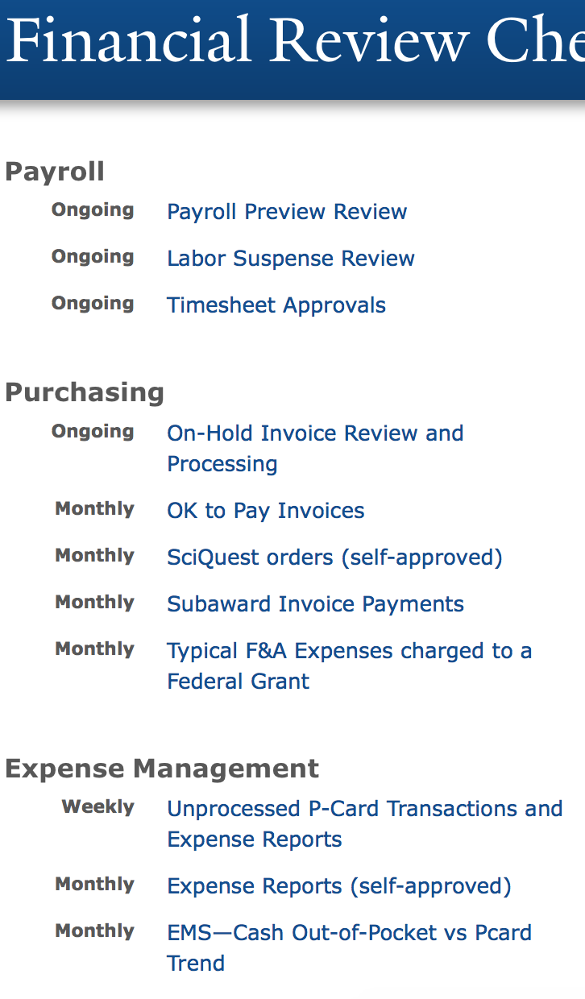 Financial Review Che
Payroll
Ongoing Payroll Preview Review
Ongoing Labor Suspense Review
Ongoing Timesheet Approvals
Purchasing
Ongoing On-Hold Invoice Review and
Processing
Monthly OK to Pay Invoices
Monthly SciQuest orders (self-approved)
Monthly Subaward Invoice Payments
Monthly Typical F&A Expenses charged to a
Federal Grant
Expense Management
Weekly Unprocessed P-Card Transactions and
Expense Reports
Monthly Expense Reports (self-approved)
Monthly EMS—Cash Out-of-Pocket vs Pcard
Trend